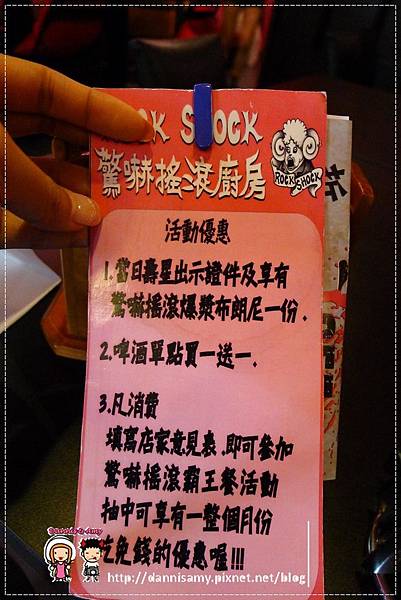 ROCK SHOCK
驚嚇搖滾廚房
ROCK SHOCK
活動優惠
1.當日壽星出示證件及享有
驚嚇搖滾爆漿布朗尼一份.
2.啤酒單點買一送一.
3.凡消費
填寫店家意見表.即可參加
驚嚇搖滾霸王餐活動
抽中可享有一整個月份
吃免錢的優惠喔!!!
Dannis & Amy
http://dannisamy.pixnet.net/blog